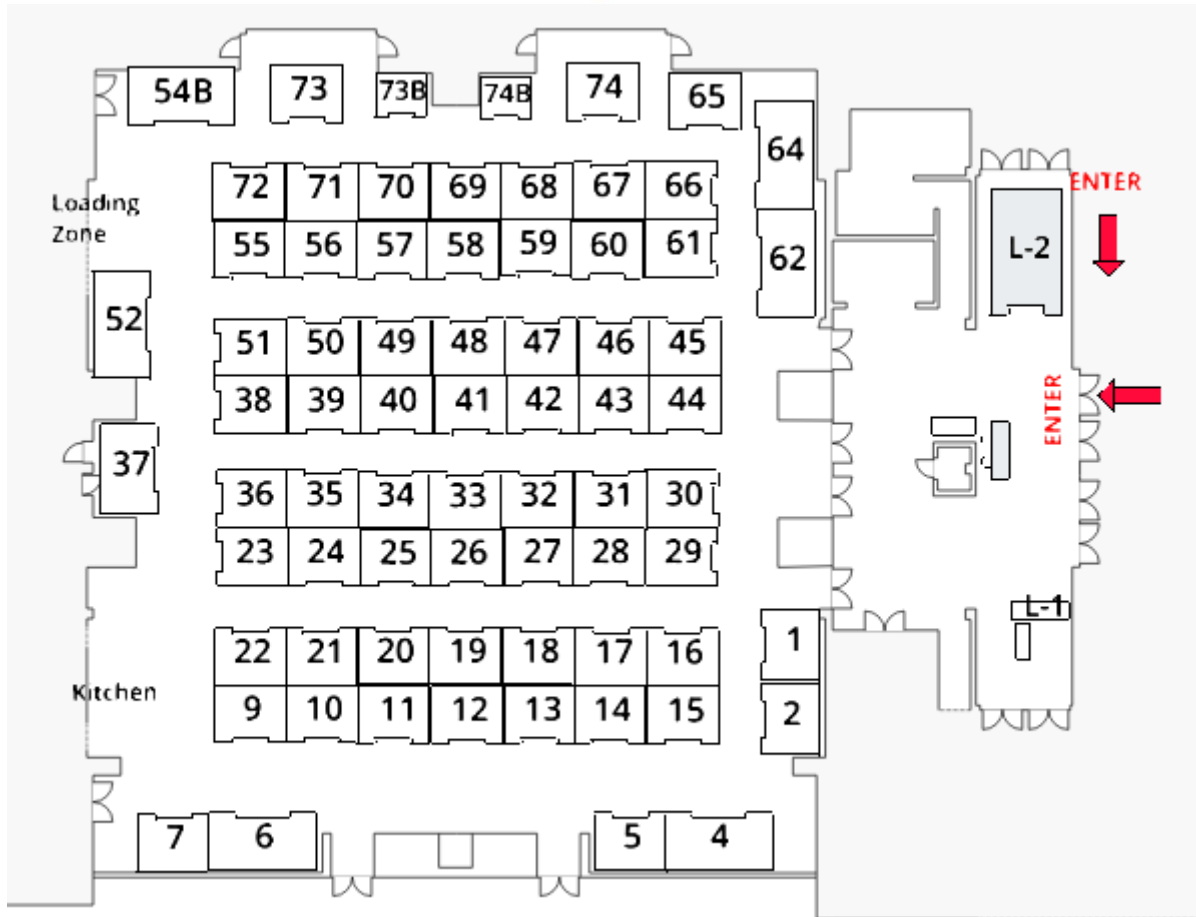 54B 73 73B 74B 74 65
64
72 71 70 69 68 67 66
ENTER
Loading
Zone
55 56 57 58 59 60 61
62
L-2
52
51 50 49 48 47 46 45
38 39 40 41 42 43 44
ENTER
37
36 35 34 33 32 31 30
23 24 25 26 27 28 29
L-1
1
22 21 20 19 18 17 16
Kitchen
9 10 11 12 13 14 15
2
7 6 5 4